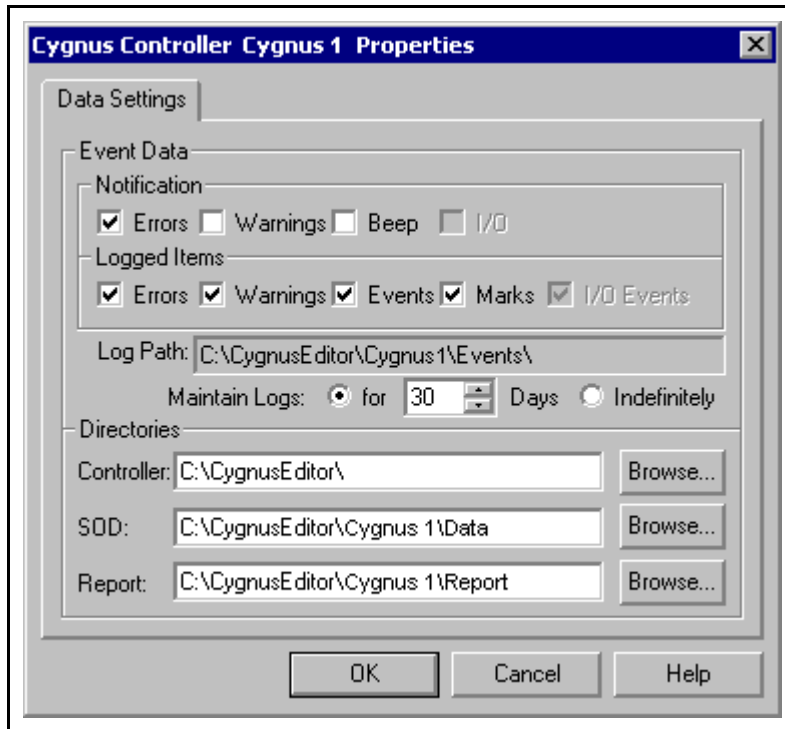 Cygnus Controller Cygnus 1 Properties
Data Settings
Event Data
Notification
Errors Warnings Beep I/O
Logged Items
Errors Warnings Events Marks I/O Events
Log Path: C:\CygnusEditor\Cygnus1\Events\
Maintain Logs: for 30 Days Indefinitely
Directories
Controller: C:\CygnusEditor\ Browse...
SOD: C:\CygnusEditor\Cygnus 1\Data Browse...
Report: C:\CygnusEditor\Cygnus 1\Report Browse...
OK Cancel Help